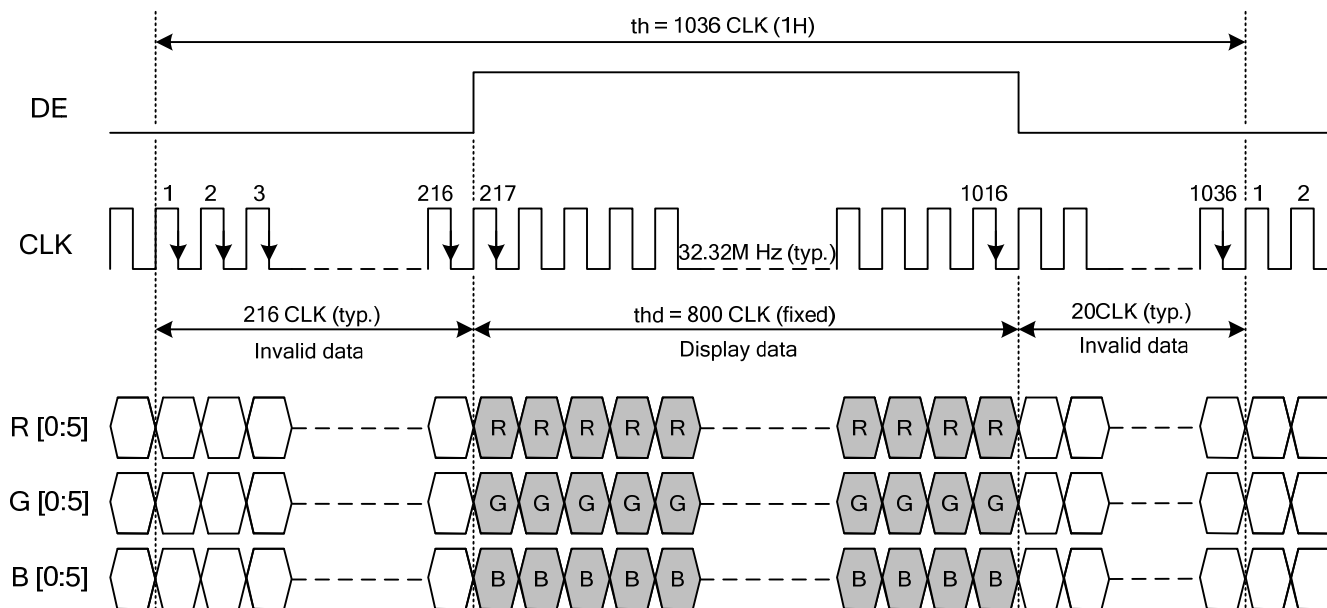 th = 1036 CLK (1H)
DE
1 2 3 216 217 1016 1036 1 2
CLK
32.32M Hz (typ.)
216 CLK (typ.) thd = 800 CLK (fixed) 20CLK (typ.)
Invalid data Display data Invalid data
R [0:5] R R R R R R R R R
G [0:5] G G G G G G G G G
B [0:5] B B B B B B B B B